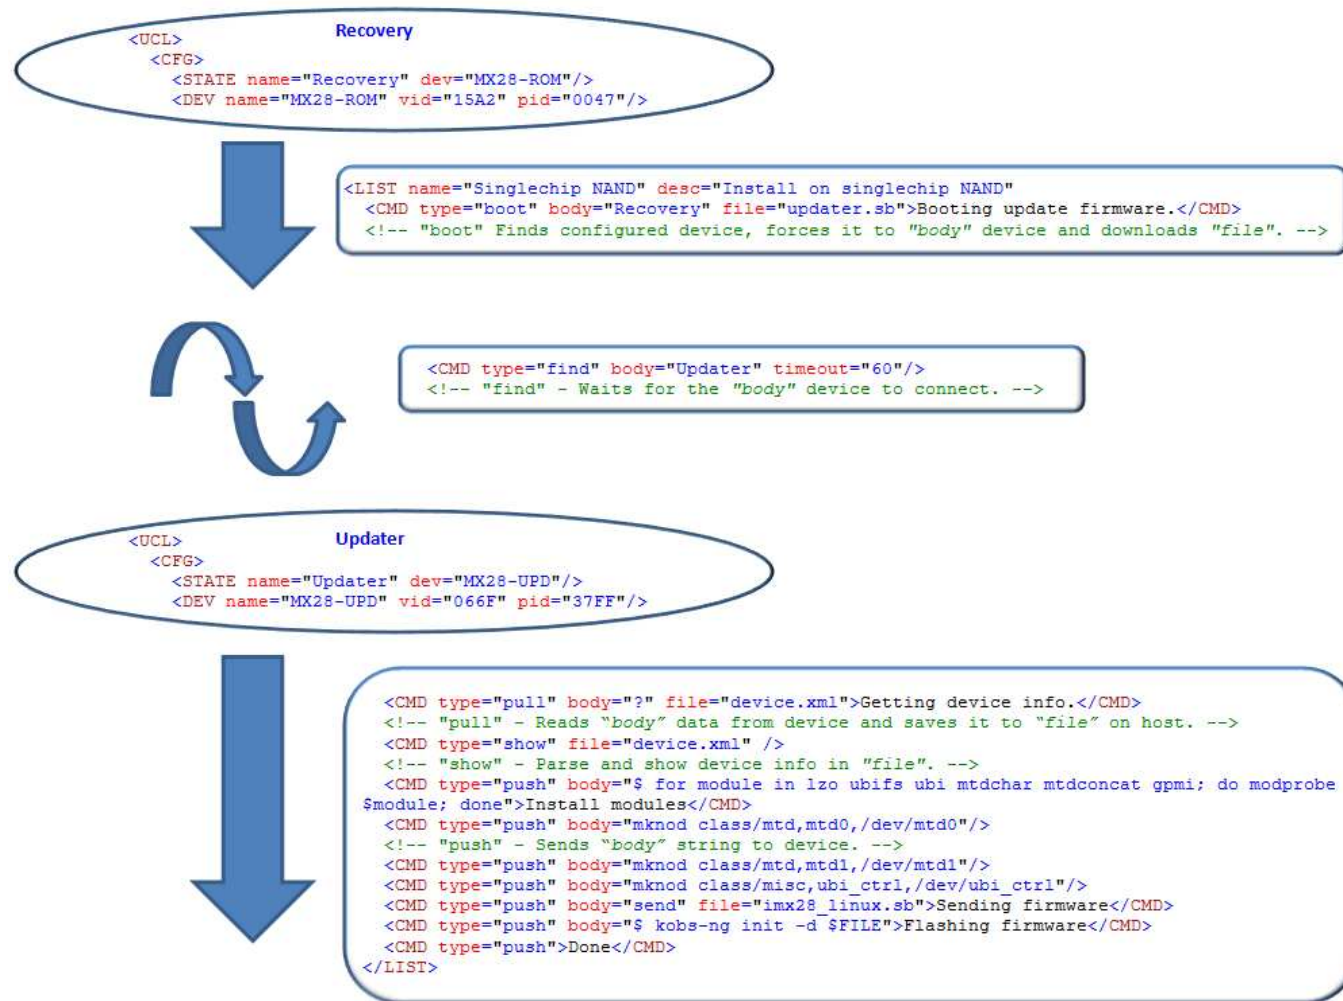 Recovery
<UCL>
<CFG>
<STATE name="Recovery" dev="MX28-ROM"/>
<DEV name="MX28-ROM" vid="15A2" pid="0047"/>
<LIST name="Singlechip NAND" desc="Install on singlechip NAND"
<CMD type="boot" body="Recovery" file="updater.sb">Booting update firmware.</CMD>
<!-- "boot" Finds configured device, forces it to "body" device and downloads "file". -->
<CMD type="find" body="Updater" timeout="60"/>
<!-- "find" - Waits for the "body" device to connect. -->
Updater
<UCL>
<CFG>
<STATE name="Updater" dev="MX28-UPD"/>
<DEV name="MX28-UPD" vid="066F" pid="37FF"/>
<CMD type="pull" body="?" file="device.xml">Getting device info.</CMD>
<!-- "pull" - Reads “body” data from device and saves it to “file” on host. -->
<CMD type="show" file="device.xml" />
<!-- "show" - Parse and show device info in "file". -->
<CMD type="push" body="$ for module in lzo ubifs ubi mtdchar mtdconcat gpmi; do modprobe
$module; done">Install modules</CMD>
<CMD type="push" body="mknod class/mtd,mtd0,/dev/mtd0"/>
<!-- "push" - Sends “body” string to device. -->
<CMD type="push" body="mknod class/mtd,mtd1,/dev/mtd1"/>
<CMD type="push" body="mknod class/misc,ubi_ctrl,/dev/ubi_ctrl"/>
<CMD type="push" body="send" file="imx28_linux.sb">Sending firmware</CMD>
<CMD type="push" body="$ kobs-ng init -d $FILE">Flashing firmware</CMD>
<CMD type="push">Done</CMD>
</LIST>